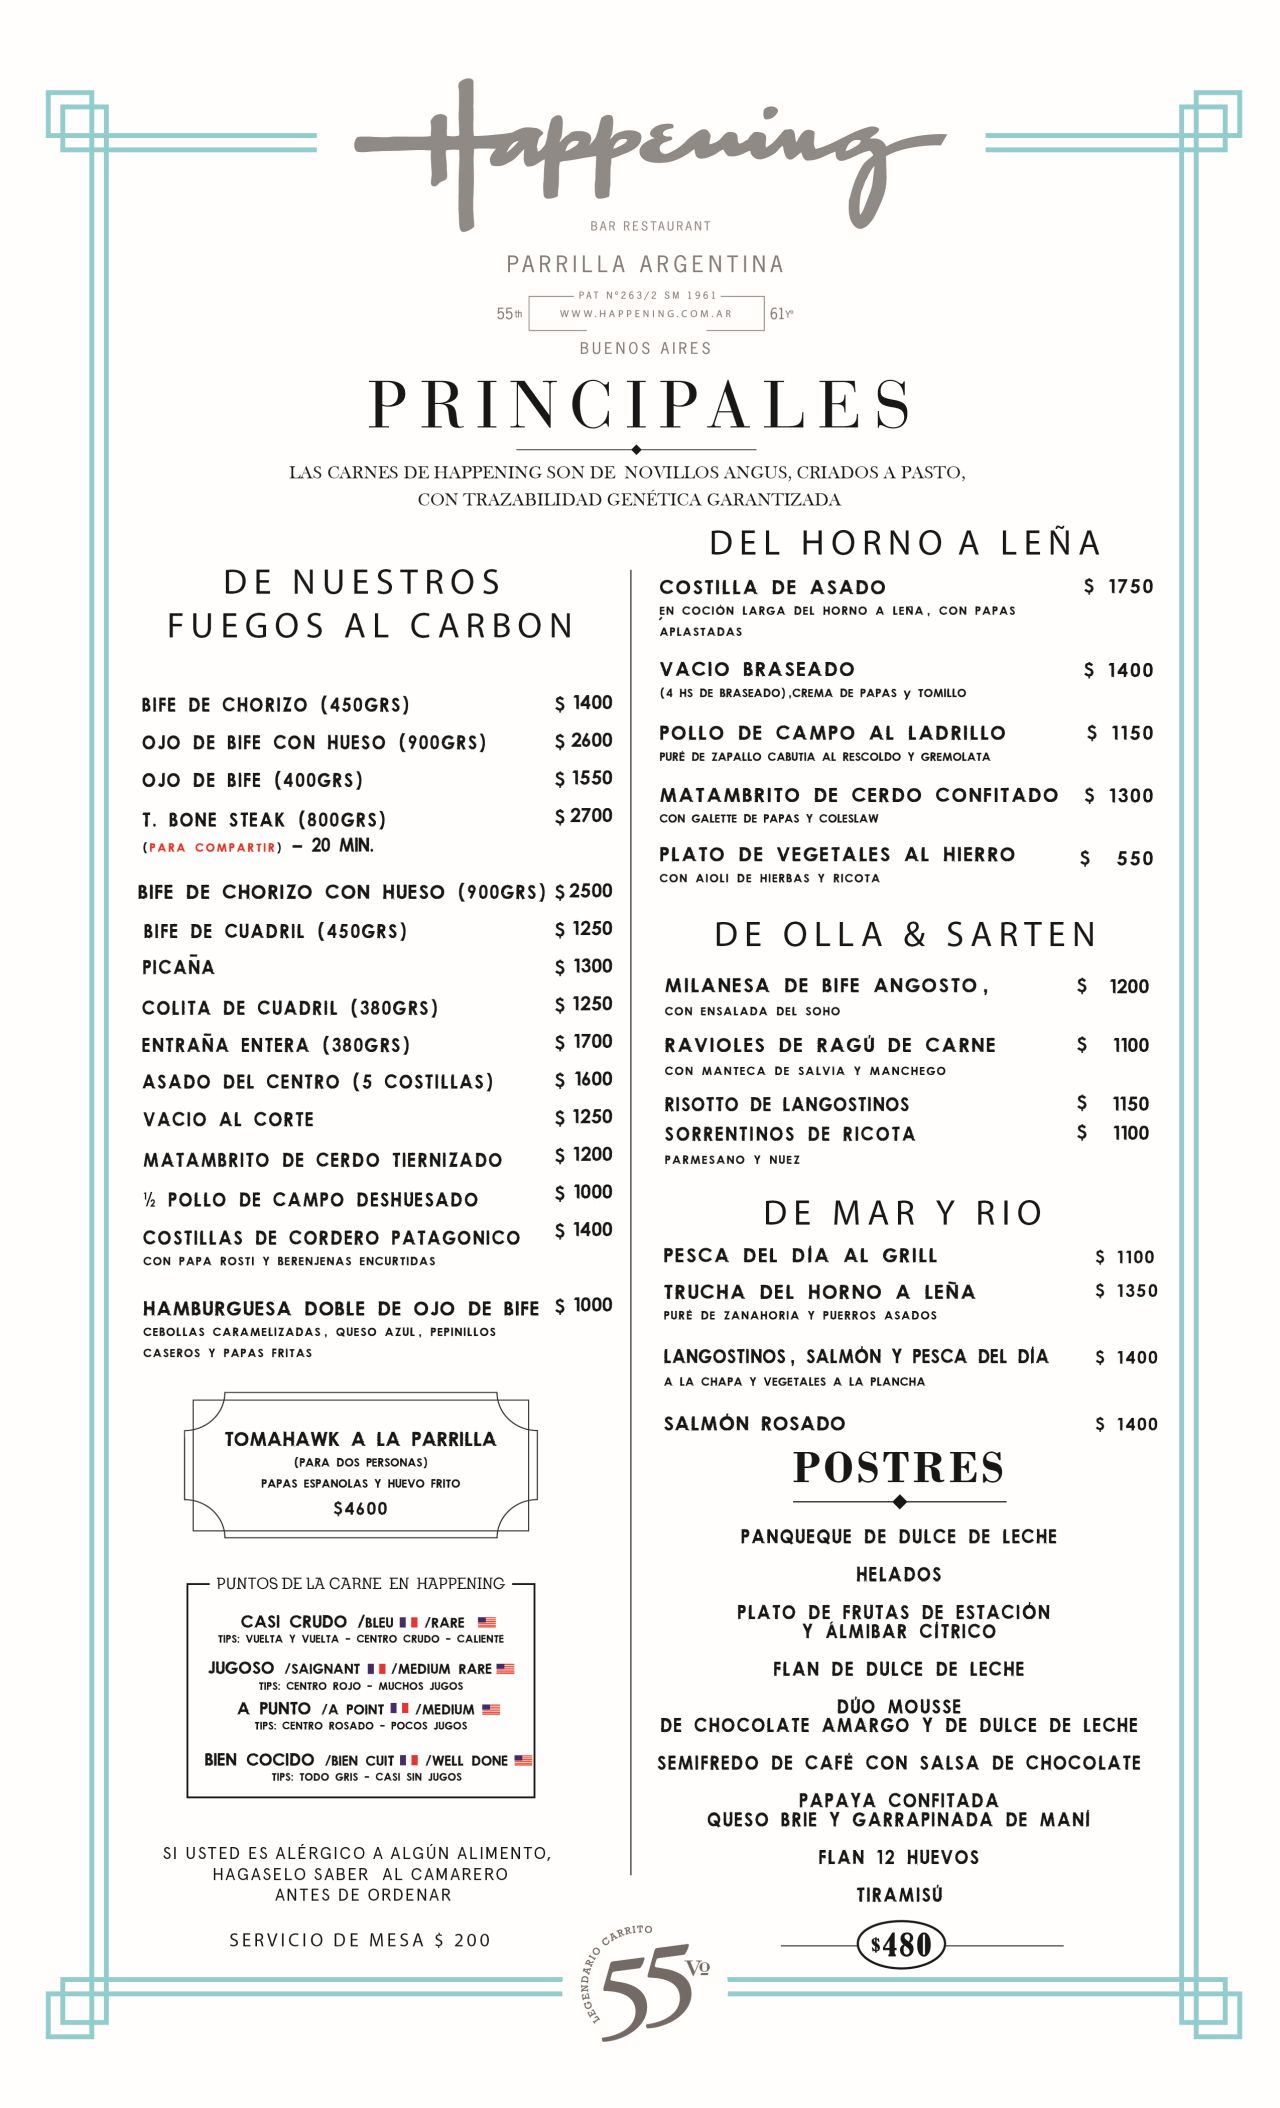 Happening
BAR RESTAURANT
PARRILLA ARGENTINA
PAT Nº263/2 SM 1961
55th WWW.HAPPENING.COM.AR 61Yº
BUENOS AIRES
PRINCIPALES
LAS CARNES DE HAPPENING SON DE NOVILLOS ANGUS, CRIADOS A PASTO,
CON TRAZABILIDAD GENÉTICA GARANTIZADA
DE NUESTROS
FUEGOS AL CARBON
BIFE DE CHORIZO (450GRS) $ 1400
OJO DE BIFE CON HUESO (900GRS) $ 2600
OJO DE BIFE (400GRS) $ 1550
T. BONE STEAK (800GRS) $ 2700
(PARA COMPARTIR) – 20 MIN.
BIFE DE CHORIZO CON HUESO (900GRS) $ 2500
BIFE DE CUADRIL (450GRS) $ 1250
PICAÑA $ 1300
COLITA DE CUADRIL (380GRS) $ 1250
ENTRAÑA ENTERA (380GRS) $ 1700
ASADO DEL CENTRO (5 COSTILLAS) $ 1600
VACIO AL CORTE $ 1250
MATAMBRITO DE CERDO TIERNIZADO $ 1200
½ POLLO DE CAMPO DESHUESADO $ 1000
COSTILLAS DE CORDERO PATAGONICO $ 1400
CON PAPA ROSTI Y BERENJENAS ENCURTIDAS
HAMBURGUESA DOBLE DE OJO DE BIFE $ 1000
CEBOLLAS CARAMELIZADAS, QUESO AZUL, PEPINILLOS
CASEROS Y PAPAS FRITAS
TOMAHAWK A LA PARRILLA
(PARA DOS PERSONAS)
PAPAS ESPANOLAS Y HUEVO FRITO
$4600
PUNTOS DE LA CARNE EN HAPPENING
CASI CRUDO /BLEU /RARE
TIPS: VUELTA Y VUELTA - CENTRO CRUDO - CALIENTE
JUGOSO /SAIGNANT /MEDIUM RARE
TIPS: CENTRO ROJO - MUCHOS JUGOS
A PUNTO /A POINT /MEDIUM
TIPS: CENTRO ROSADO - POCOS JUGOS
BIEN COCIDO /BIEN CUIT /WELL DONE
TIPS: TODO GRIS - CASI SIN JUGOS
SI USTED ES ALÉRGICO A ALGÚN ALIMENTO,
HAGASELO SABER AL CAMARERO
ANTES DE ORDENAR
SERVICIO DE MESA $ 200
DEL HORNO A LEÑA
COSTILLA DE ASADO $ 1750
EN COCIÓN LARGA DEL HORNO A LEÑA, CON PAPAS
APLASTADAS
VACIO BRASEADO $ 1400
(4 HS DE BRASEADO),CREMA DE PAPAS y TOMILLO
POLLO DE CAMPO AL LADRILLO $ 1150
PURÉ DE ZAPALLO CABUTIA AL RESCOLDO Y GREMOLATA
MATAMBRITO DE CERDO CONFITADO $ 1300
CON GALETTE DE PAPAS Y COLESLAW
PLATO DE VEGETALES AL HIERRO $ 550
CON AIOLI DE HIERBAS Y RICOTA
DE OLLA & SARTEN
MILANESA DE BIFE ANGOSTO, $ 1200
CON ENSALADA DEL SOHO
RAVIOLES DE RAGÚ DE CARNE $ 1100
CON MANTECA DE SALVIA Y MANCHEGO
RISOTTO DE LANGOSTINOS $ 1150
SORRENTINOS DE RICOTA $ 1100
PARMESANO Y NUEZ
DE MAR Y RIO
PESCA DEL DÍA AL GRILL $ 1100
TRUCHA DEL HORNO A LEÑA $ 1350
PURÉ DE ZANAHORIA Y PUERROS ASADOS
LANGOSTINOS, SALMÓN Y PESCA DEL DÍA $ 1400
A LA CHAPA Y VEGETALES A LA PLANCHA
SALMÓN ROSADO $ 1400
POSTRES
PANQUEQUE DE DULCE DE LECHE
HELADOS
PLATO DE FRUTAS DE ESTACIÓN
Y ÁLMIBAR CÍTRICO
FLAN DE DULCE DE LECHE
DÚO MOUSSE
DE CHOCOLATE AMARGO Y DE DULCE DE LECHE
SEMIFREDO DE CAFÉ CON SALSA DE CHOCOLATE
PAPAYA CONFITADA
QUESO BRIE Y GARRAPINADA DE MANÍ
FLAN 12 HUEVOS
TIRAMISÚ
$480
LEGENDARIO CARRITO
55 Vº